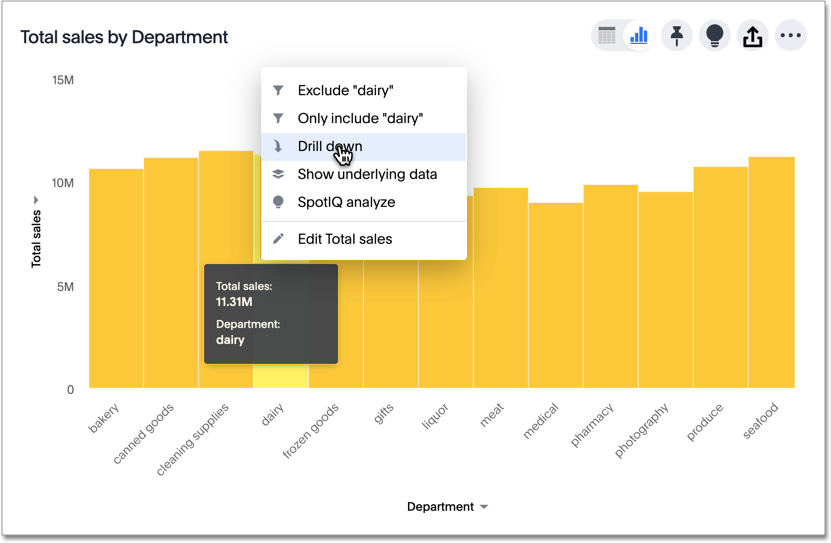 Total sales by Department
15M
10M
5M
0
Total sales
Exclude "dairy"
Only include "dairy"
Drill down
Show underlying data
SpotIQ analyze
Edit Total sales
Total sales:
11.31M
Department:
dairy
bakery
canned goods
cleaning supplies
dairy
frozen goods
gifts
liquor
meat
medical
pharmacy
photography
produce
seafood
Department